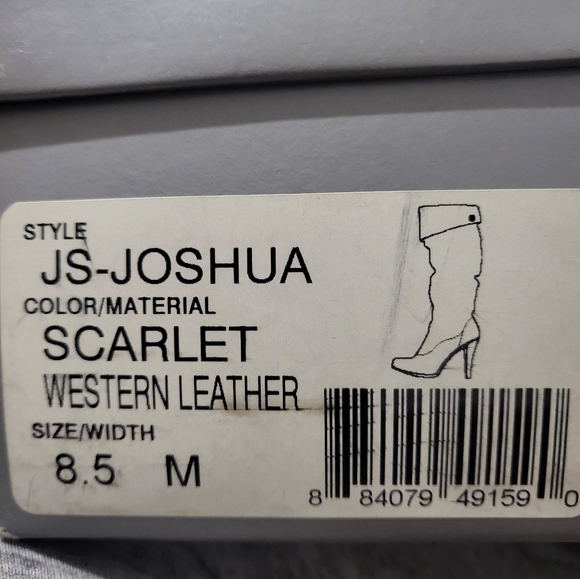 STYLE
JS-JOSHUA
COLOR/MATERIAL
SCARLET
WESTERN LEATHER
SIZE/WIDTH
8.5 M
8 84079 49159 0